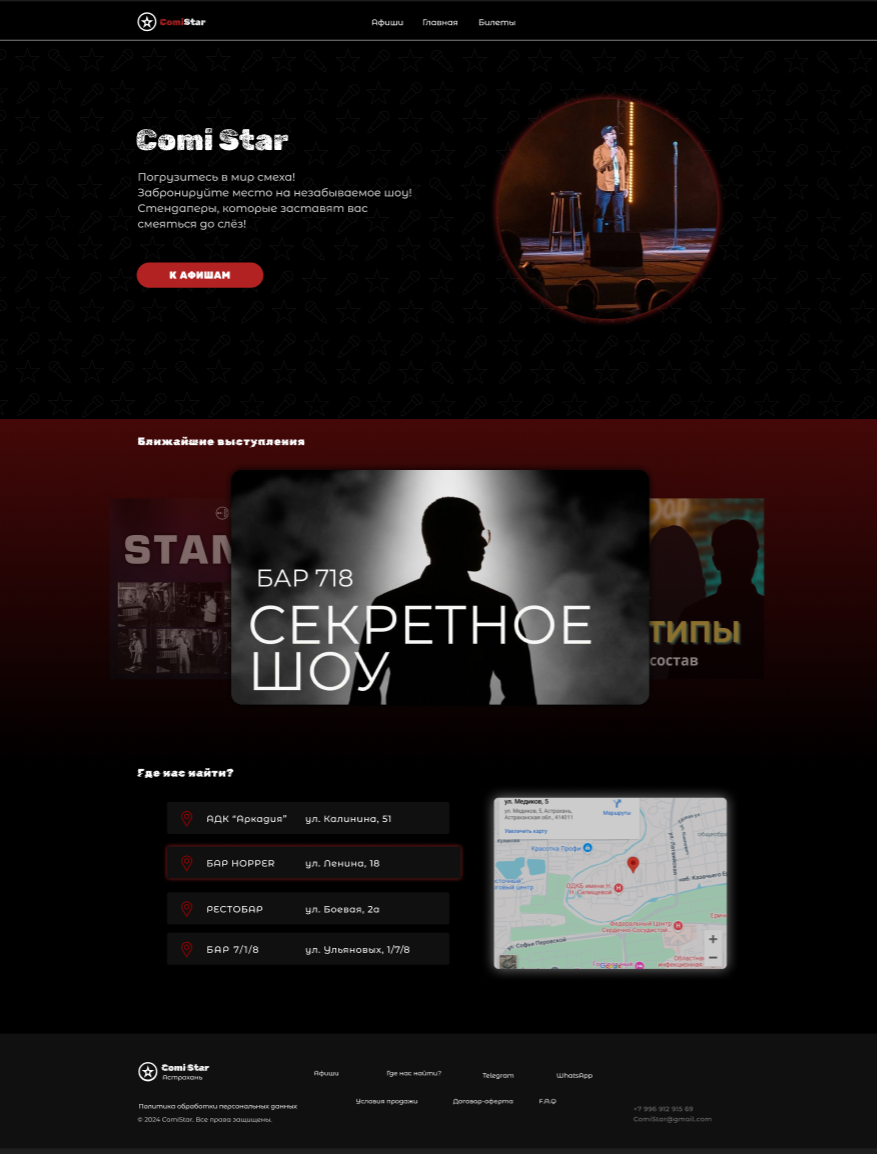 ComiStar
Афиши Главная Билеты
Comi Star
Погрузитесь в мир смеха!
Забронируйте место на незабываемое шоу!
Стендаперы, которые заставят вас
смеяться до слёз!
К АФИШАМ
Ближайшие выступления
STAN
БАР 718
СЕКРЕТНОЕ
ШОУ
ТИПЫ
состав
Где нас найти?
АДК “Аркадия” ул. Калинина, 51
БАР HOPPER ул. Ленина, 18
РЕСТОБАР ул. Боевая, 2а
БАР 7/1/8 ул. Ульяновых, 1/7/8
ул. Медиков, 5
ул. Медиков, 5, Астрахань,
Астраханская обл., 414011
Маршруты
Увеличить карту
Красотка Профи
ул. Софьи Перовской
Федеральный Центр
Сердечно-Сосудистой...
Областная
инфекционная
Comi Star
Астрахань
Афиши Где нас найти? Telegram WhatsApp
Условия продажи Договор-оферта F.A.Q
Политика обработки персональных данных
© 2024 ComiStar. Все права защищены.
+7 996 912 915 69
ComiStar@gmail.com